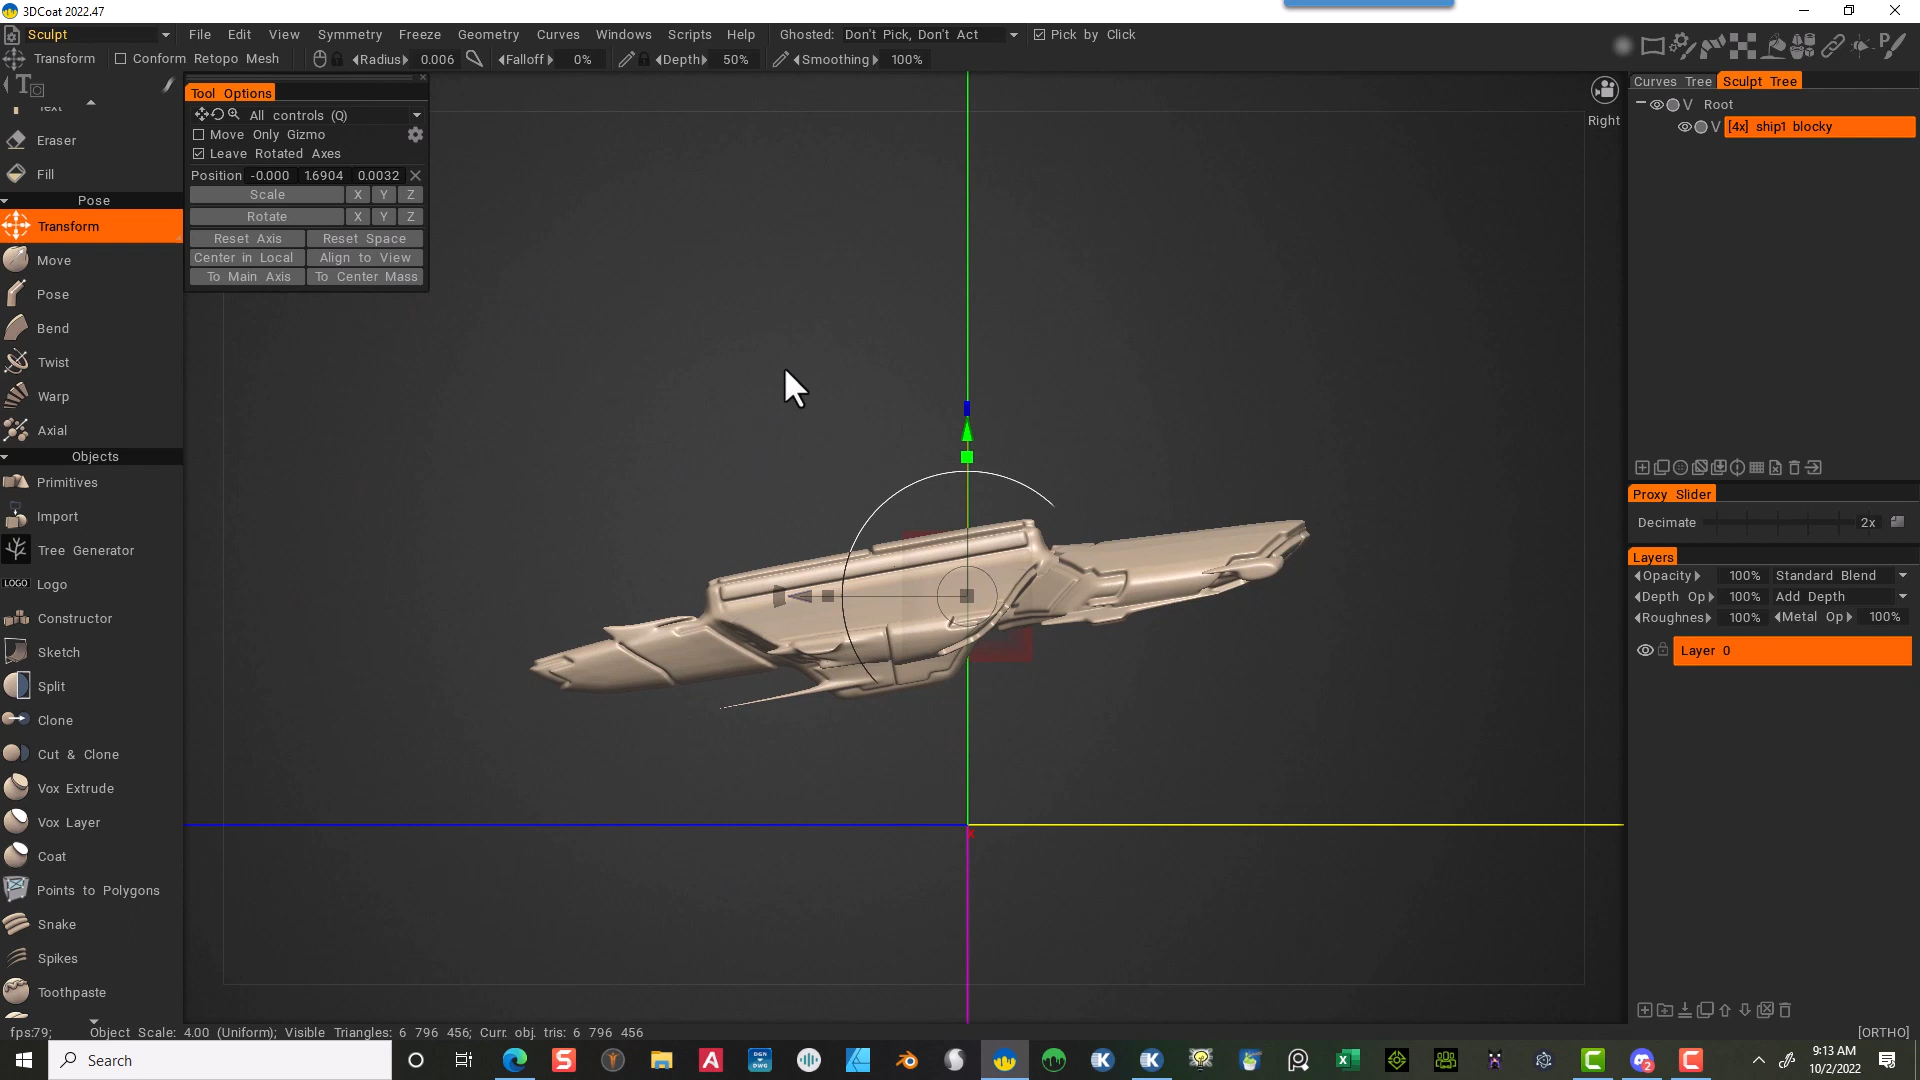 3DCoat 2022.47
Sculpt File Edit View Symmetry Freeze Geometry Curves Windows Scripts Help Ghosted: Don't Pick, Don't Act Pick by Click
Transform Conform Retopo Mesh Radius 0.006 Falloff 0% Depth 50% Smoothing 100%
Text
Eraser
Fill
Pose
Transform
Move
Pose
Bend
Twist
Warp
Axial
Objects
Primitives
Import
Tree Generator
LOGO Logo
Constructor
Sketch
Split
Clone
Cut & Clone
Vox Extrude
Vox Layer
Coat
Points to Polygons
Snake
Spikes
Toothpaste
Tool Options
All controls (Q)
Move Only Gizmo
Leave Rotated Axes
Position -0.000 1.6904 0.0032
Scale X Y Z
Rotate X Y Z
Reset Axis Reset Space
Center in Local Align to View
To Main Axis To Center Mass
Right
X
Curves Tree Sculpt Tree
V Root
V [4x] ship1 blocky
Proxy Slider
Decimate 2x
Layers
Opacity 100% Standard Blend
Depth Op 100% Add Depth
Roughness 100% Metal Op 100%
Layer 0
fps:79; Object Scale: 4.00 (Uniform); Visible Triangles: 6 796 456; Curr. obj. tris: 6 796 456
[ORTHO]
Search
9:13 AM
10/2/2022